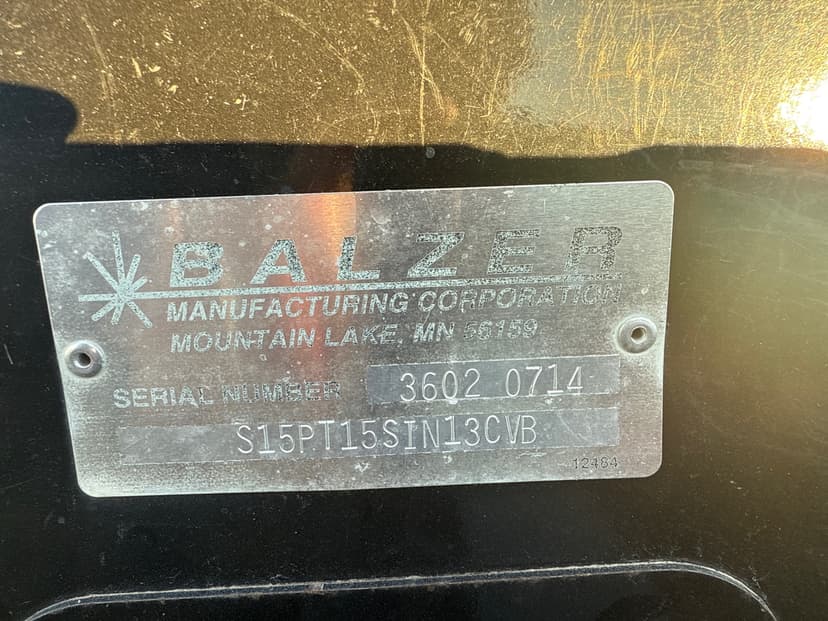 BALZER
MANUFACTURING CORPORATION
MOUNTAIN LAKE, MN 56159
SERIAL NUMBER 3602 0714
S15PT15SIN13CVB
12484